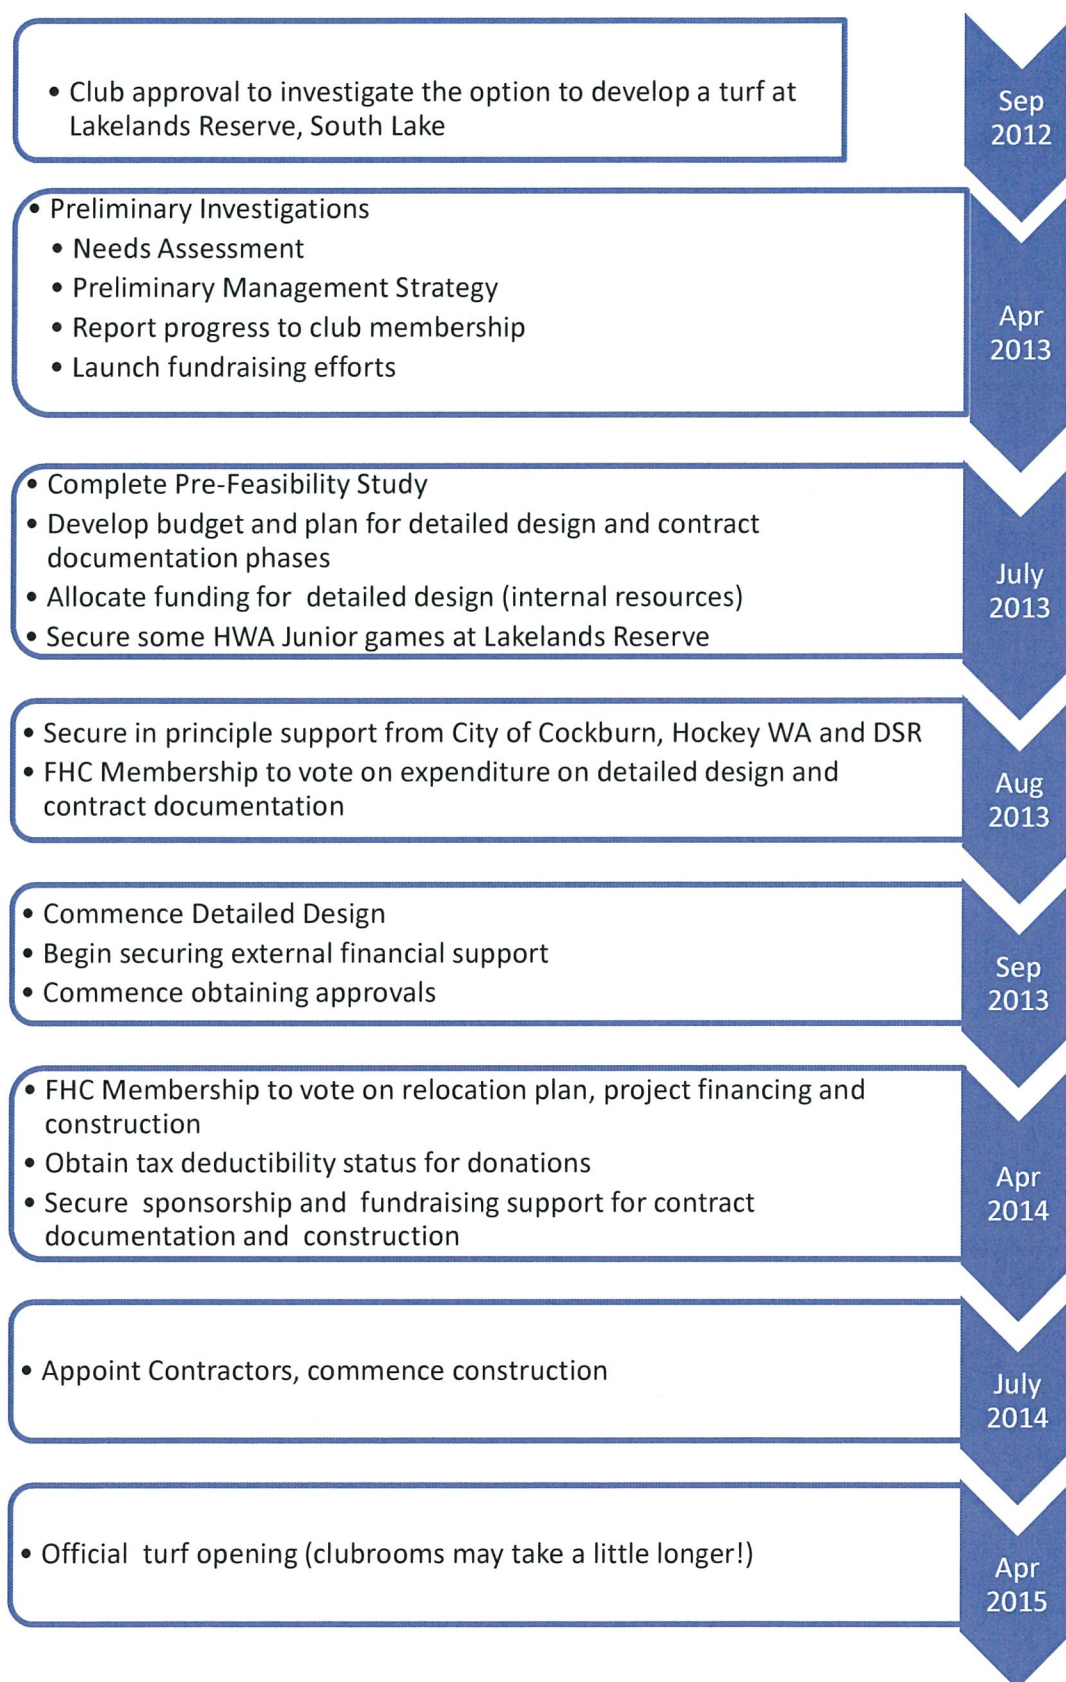 • Club approval to investigate the option to develop a turf at
Lakelands Reserve, South Lake
Sep
2012
• Preliminary Investigations
• Needs Assessment
• Preliminary Management Strategy
• Report progress to club membership
• Launch fundraising efforts
Apr
2013
• Complete Pre-Feasibility Study
• Develop budget and plan for detailed design and contract
documentation phases
• Allocate funding for detailed design (internal resources)
• Secure some HWA Junior games at Lakelands Reserve
July
2013
• Secure in principle support from City of Cockburn, Hockey WA and DSR
• FHC Membership to vote on expenditure on detailed design and
contract documentation
Aug
2013
• Commence Detailed Design
• Begin securing external financial support
• Commence obtaining approvals
Sep
2013
• FHC Membership to vote on relocation plan, project financing and
construction
• Obtain tax deductibility status for donations
• Secure sponsorship and fundraising support for contract
documentation and construction
Apr
2014
• Appoint Contractors, commence construction
July
2014
• Official turf opening (clubrooms may take a little longer!)
Apr
2015